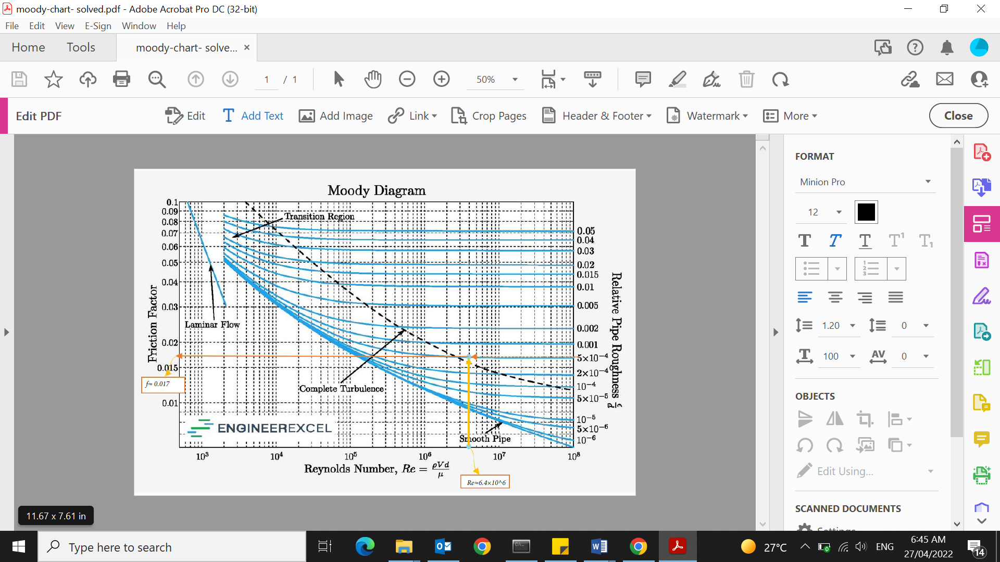 moody-chart- solved.pdf - Adobe Acrobat Pro DC (32-bit)
File Edit View E-Sign Window Help
Home Tools moody-chart- solve... ×
1 / 1 50%
Edit PDF Edit Add Text Add Image Link Crop Pages Header & Footer Watermark More Close
FORMAT
Minion Pro
12
T T T T¹ T₁
1.20 0
100 AV 0
OBJECTS
Edit Using...
SCANNED DOCUMENTS
Moody Diagram
0.1
0.09
0.08
0.07
0.06
0.05
0.04
0.03
0.02
0.015
0.01
Friction Factor
Transition Region
Laminar Flow
Complete Turbulence
Smooth Pipe
f≈ 0.017
ENGINEEREXCEL
0.05
0.04
0.03
0.02
0.015
0.01
0.005
0.002
0.001
5×10⁻⁴
2×10⁻⁴
10⁻⁴
5×10⁻⁵
10⁻⁵
5×10⁻⁶
10⁻⁶
Relative Pipe Roughness ϵ/d
10³ 10⁴ 10⁵ 10⁶ 10⁷ 10⁸
Reynolds Number, Re = ρVd/μ
Re≈6.4×10^6
11.67 x 7.61 in
Type here to search
27°C ENG
6:45 AM
27/04/2022
14